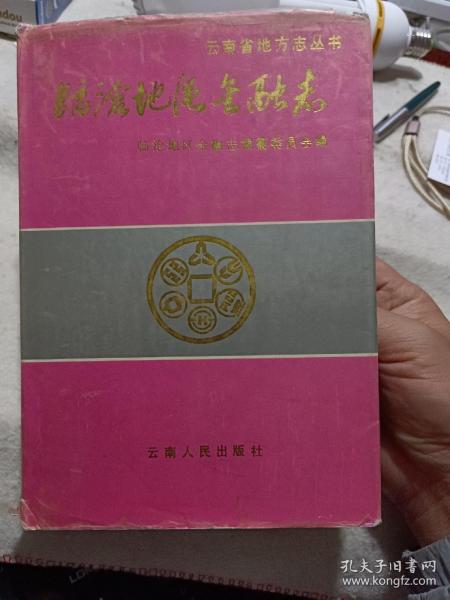 云南省地方志丛书
临沧地区金融志
临沧地区金融志编纂委员会编
云南人民出版社
孔夫子旧书网
www.kongfz.com